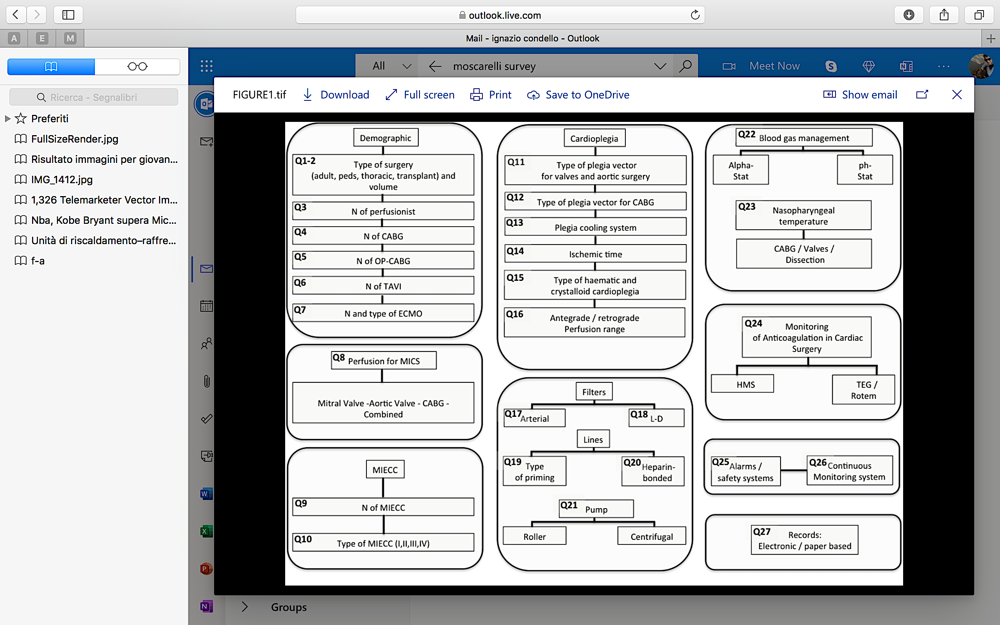 outlook.live.com
A
E
M
Mail - ignazio condello - Outlook
Ricerca - Segnalibri
Preferiti
FullSizeRender.jpg
Risultato immagini per giovan...
IMG_1412.jpg
1,326 Telemarketer Vector Im...
Nba, Kobe Bryant supera Mic...
Unità di riscaldamento–raffre...
f-a
All
moscarelli survey
Meet Now
FIGURE1.tif
Download
Full screen
Print
Save to OneDrive
Show email
Demographic
Q1-2
Type of surgery
(adult, peds, thoracic, transplant) and
volume
Q3
N of perfusionist
Q4
N of CABG
Q5
N of OP-CABG
Q6
N of TAVI
Q7
N and type of ECMO
Q8 Perfusion for MICS
Mitral Valve -Aortic Valve - CABG -
Combined
MIECC
Q9
N of MIECC
Q10
Type of MIECC (I,II,III,IV)
Cardioplegia
Q11
Type of plegia vector
for valves and aortic surgery
Q12
Type of plegia vector for CABG
Q13
Plegia cooling system
Q14
Ischemic time
Q15
Type of haematic and
crystalloid cardioplegia
Q16
Antegrade / retrograde
Perfusion range
Filters
Q17 Arterial
Q18 L-D
Lines
Q19 Type
of priming
Q20 Heparin-
bonded
Q21 Pump
Roller
Centrifugal
Q22 Blood gas management
Alpha-
Stat
ph-
Stat
Q23
Nasopharyngeal
temperature
CABG / Valves /
Dissection
Q24
Monitoring
of Anticoagulation in Cardiac
Surgery
HMS
TEG /
Rotem
Q25 Alarms /
safety systems
Q26 Continuous
Monitoring system
Q27
Records:
Electronic / paper based
Groups